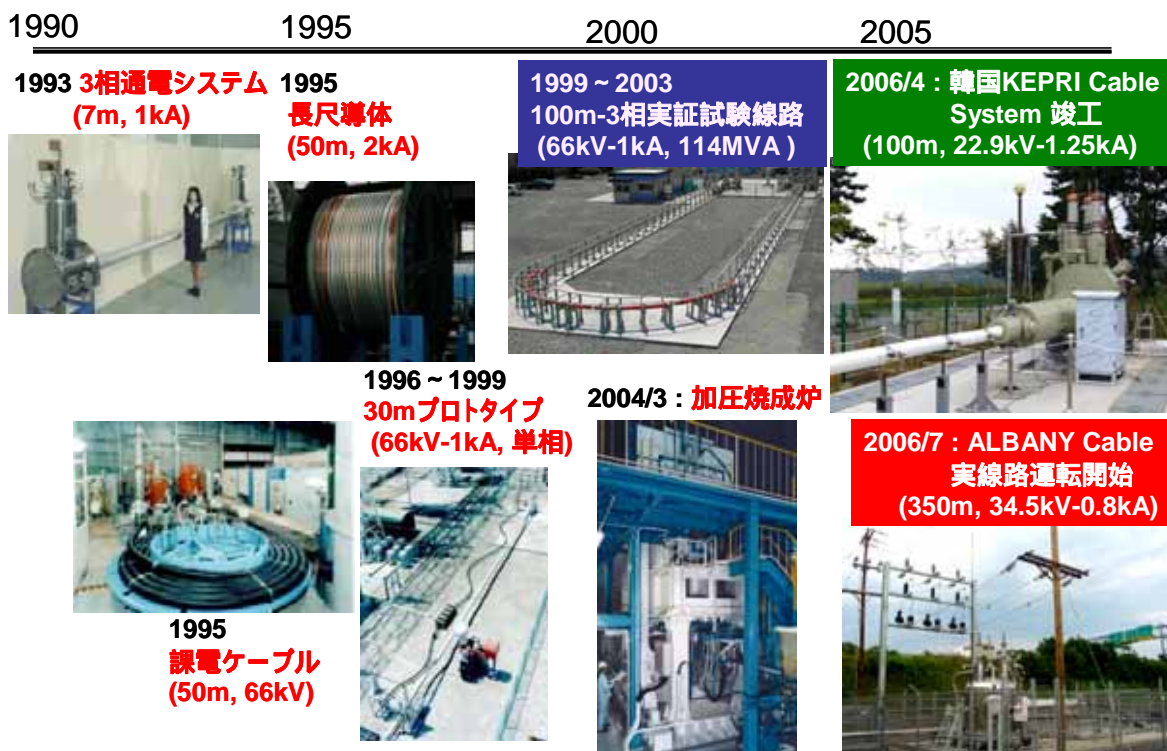 1990
1995
2000
2005
1993 3相通電システム
(7m, 1kA)
1995
長尺導体
(50m, 2kA)
1999～2003
100m-3相実証試験線路
(66kV-1kA, 114MVA )
2006/4：韓国KEPRI Cable
System 竣工
(100m, 22.9kV-1.25kA)
1995
課電ケーブル
(50m, 66kV)
1996～1999
30mプロトタイプ
(66kV-1kA, 単相)
2004/3：加圧焼成炉
2006/7：ALBANY Cable
実線路運転開始
(350m, 34.5kV-0.8kA)